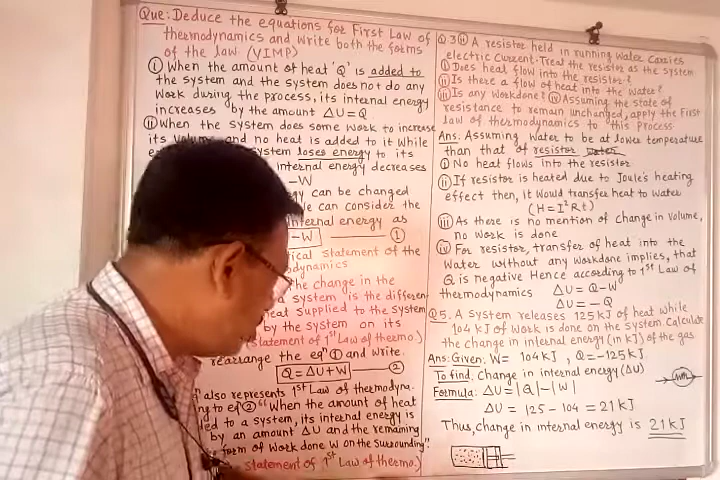 Que: Deduce the equations for First Law of
thermodynamics and write both the forms
of the law (VIMP)
(i) When the amount of heat 'Q' is added to
the system and the system does not do any
work during the process, its internal energy
increases by the amount ΔU = Q
(ii) When the system does some work to increase
its volume and no heat is added to it while
system loses energy to its
internal energy decreases
-W
can be changed
can consider the
internal energy as
-W ——— (1)
statement of the
dynamics
The change in the
a system is the differen
heat supplied to the system
by the system on its
statement of 1st Law of thermo.)
rearrange the eqn (1) and write.
Q = ΔU + W ——— (2)
also represents 1st Law of thermodyna.
to eqn (2) "When the amount of heat
to a system, its internal energy is
by an amount ΔU and the remaining
form of work done W on the Surrounding"
statement of 1st Law of thermo.)
Q 3(ii) A resistor held in running water carries
electric Current. Treat the resistor as the system
(i) Does heat flow into the resistor?
(ii) Is there a flow of heat into the water?
(iii) Is any workdone? (iv) Assuming the state of
resistance to remain unchanged, apply the First
law of thermodynamics to this process.
Ans: Assuming water to be at lower temperature
than that of resistor
(i) No heat flows into the resistor
(ii) If resistor is heated due to Joule's heating
effect then, it would transfer heat to water
(H = I²Rt)
(iii) As there is no mention of change in volume,
no work is done
(iv) For resistor, transfer of heat into the
water without any workdone implies, that Q
is negative Hence according to 1st Law of
thermodynamics ΔU = Q - W
ΔU = -Q
Q5. A system releases 125 KJ of heat while
104 KJ of work is done on the system. Calculate
the change in internal energy (in KJ) of the gas
Ans: Given: W = 104 KJ, Q = -125 KJ.
To find: Change in internal energy (ΔU)
Formula: ΔU = |Q| - |W|
ΔU = 125 - 104 = 21 KJ
Thus, change in internal energy is 21 KJ